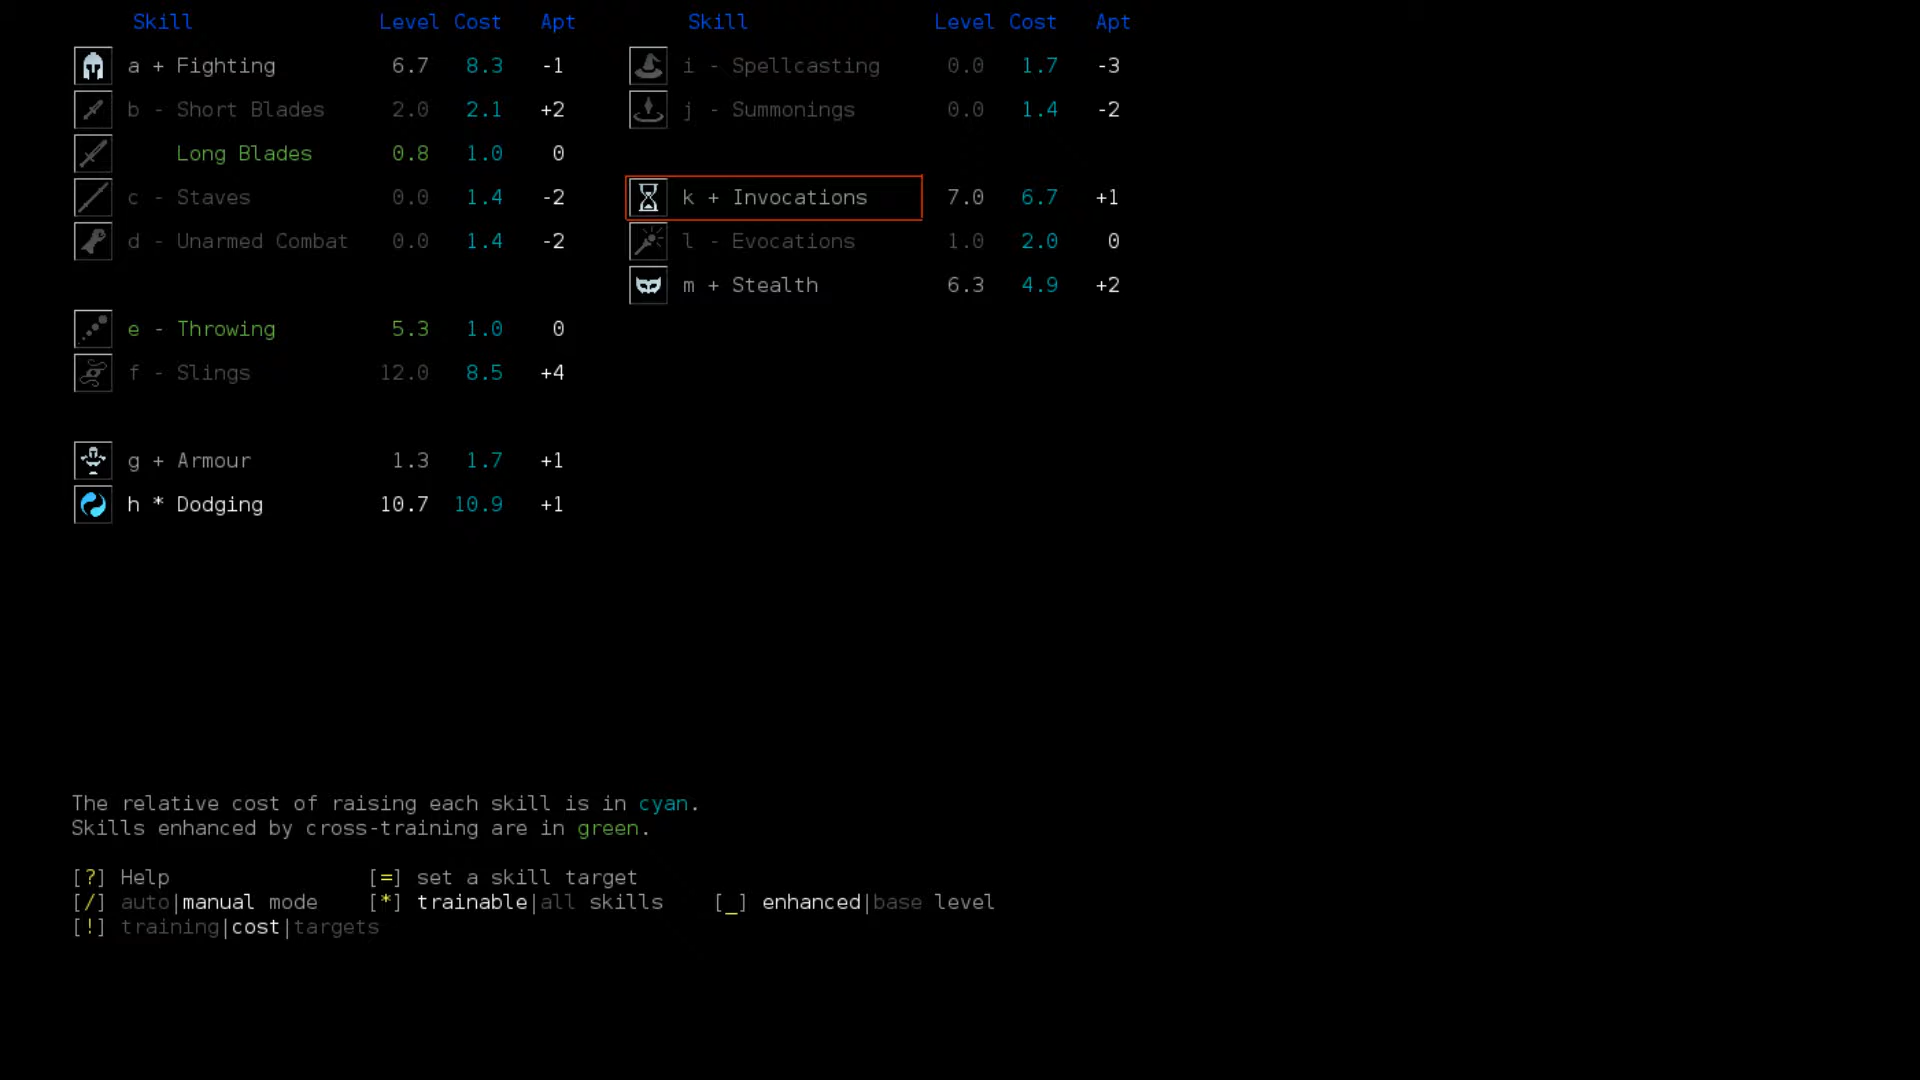 Skill Level Cost Apt Skill Level Cost Apt
a + Fighting 6.7 8.3 -1 i - Spellcasting 0.0 1.7 -3
b - Short Blades 2.0 2.1 +2 j - Summonings 0.0 1.4 -2
Long Blades 0.8 1.0 0
c - Staves 0.0 1.4 -2 k + Invocations 7.0 6.7 +1
d - Unarmed Combat 0.0 1.4 -2 l - Evocations 1.0 2.0 0
m + Stealth 6.3 4.9 +2
e - Throwing 5.3 1.0 0
f - Slings 12.0 8.5 +4
g + Armour 1.3 1.7 +1
h * Dodging 10.7 10.9 +1
The relative cost of raising each skill is in cyan.
Skills enhanced by cross-training are in green.
[?] Help [=] set a skill target
[/] auto|manual mode [*] trainable|all skills [_] enhanced|base level
[!] training|cost|targets